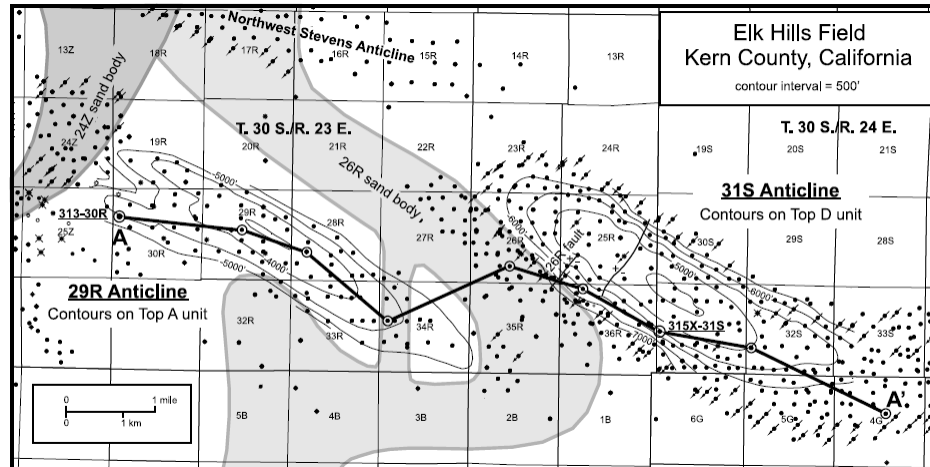 Elk Hills Field
Kern County, California
contour interval = 500'
Northwest Stevens Anticline
13Z
18R
17R
16R
15R
14R
13R
24Z sand body
T. 30 S./R. 23 E.
T. 30 S./R. 24 E.
24Z
19R
20R
21R
22R
23R
24R
19S
20S
21S
26R sand body
-5000'
31S Anticline
Contours on Top D unit
313-30R
A
25Z
30R
29R
28R
27R
26R
25R
30S
29S
28S
-6000'
26R fault
-5000'
-4000'
-5000'
-6000'
29R Anticline
Contours on Top A unit
32R
33R
34R
35R
36R
315X-31S
32S
33S
-7000'
A'
0
1 mile
0
1 km
5B
4B
3B
2B
1B
6G
5G
4G